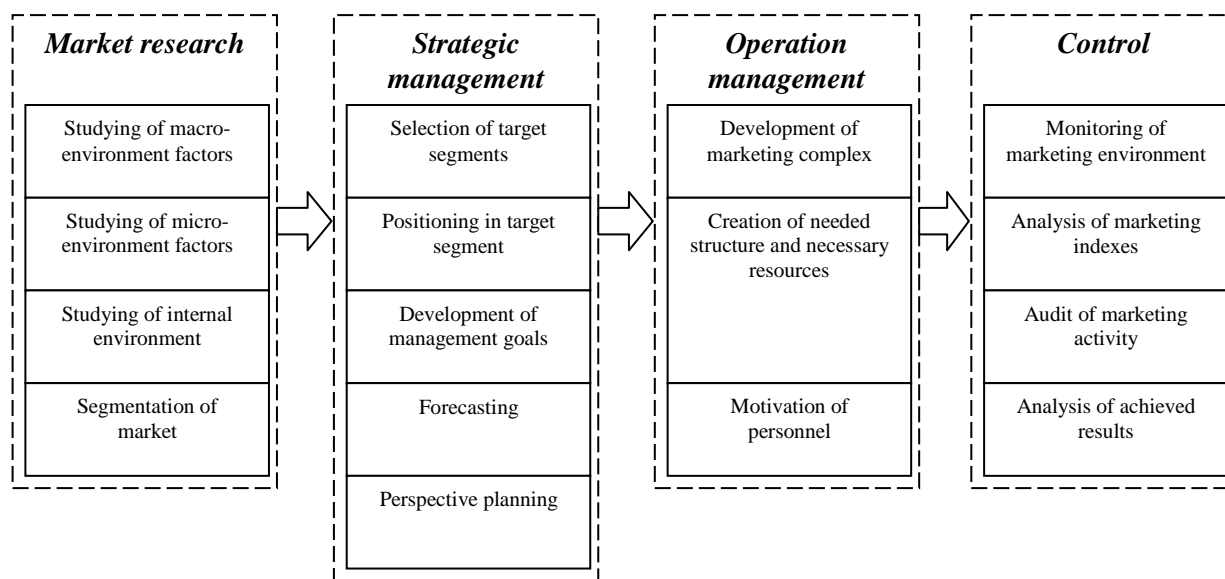 Market research
Studying of macro-
environment factors
Studying of micro-
environment factors
Studying of internal
environment
Segmentation of
market
Strategic
management
Selection of target
segments
Positioning in target
segment
Development of
management goals
Forecasting
Perspective planning
Operation
management
Development of
marketing complex
Creation of needed
structure and necessary
resources
Motivation of
personnel
Control
Monitoring of
marketing environment
Analysis of marketing
indexes
Audit of marketing
activity
Analysis of achieved
results